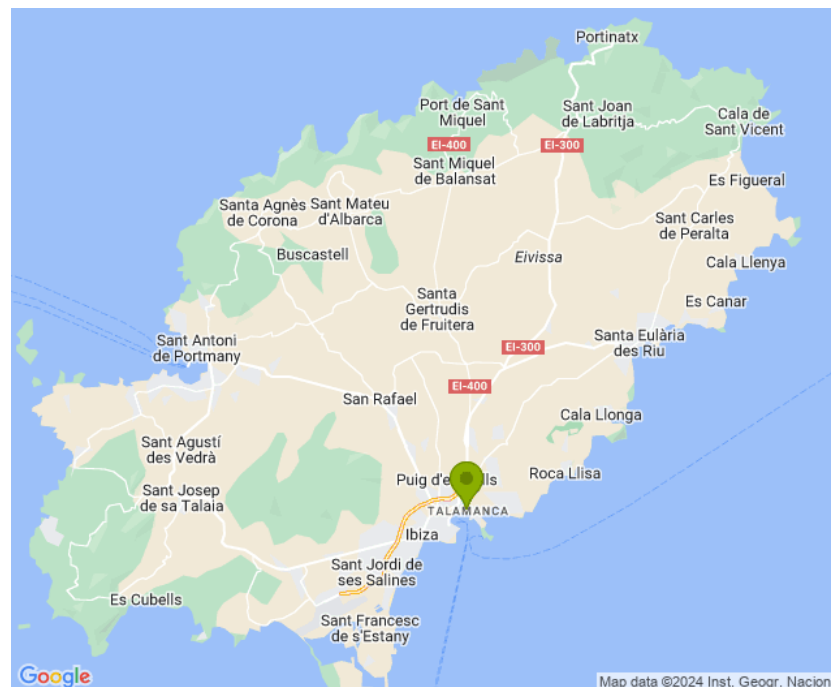 Portinatx
Port de Sant
Miquel
Sant Joan
de Labritja
Cala de
Sant Vicent
EI-400
EI-300
Sant Miquel
de Balansat
Es Figueral
Santa Agnès
de Corona
Sant Mateu
d'Albarca
Sant Carles
de Peralta
Buscastell
Eivissa
Cala Llenya
Santa
Gertrudis
de Fruitera
Es Canar
Sant Antoni
de Portmany
Santa Eulària
des Riu
EI-300
EI-400
San Rafael
Cala Llonga
Sant Agustí
des Vedrà
Roca Llisa
Puig d'e lls
Sant Josep
de sa Talaia
TALAMANCA
Ibiza
Sant Jordi de
ses Salines
Es Cubells
Sant Francesc
de s'Estany
Google
Map data ©2024 Inst. Geogr. Nacion